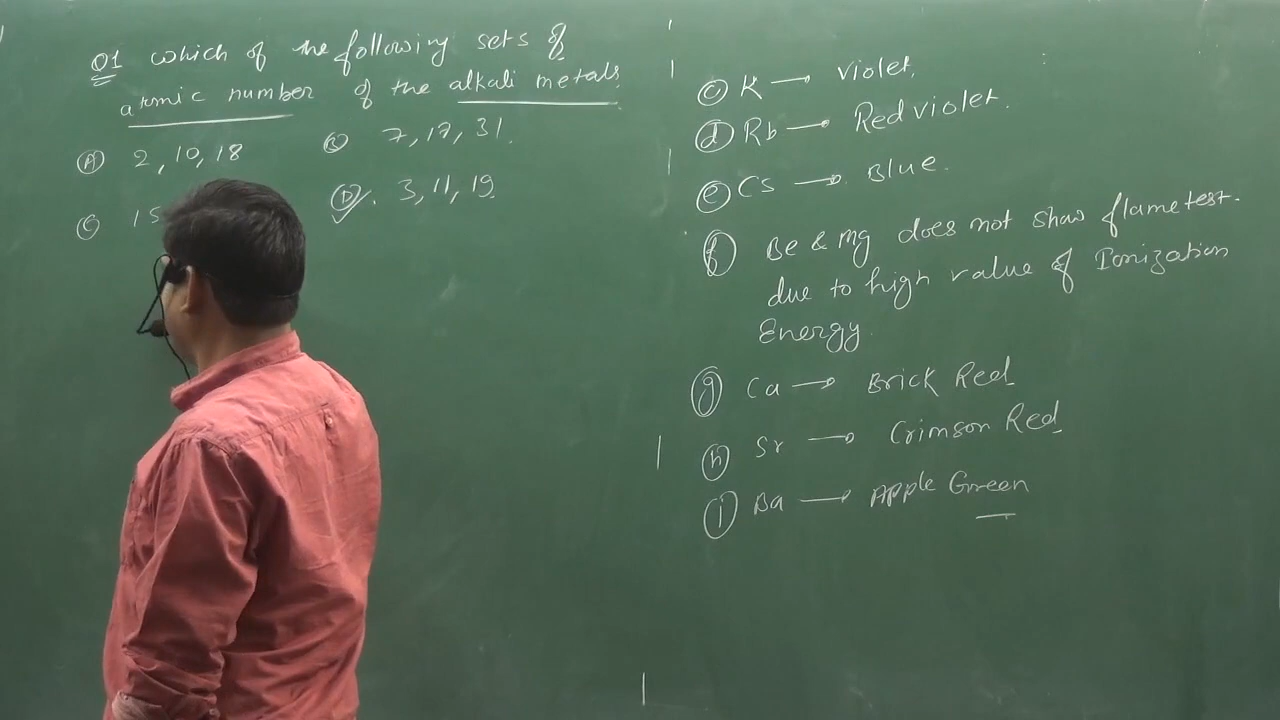 Q1 which of the following sets of
atomic number of the alkali metals.
(A) 2, 10, 18
(B) 7, 17, 31.
(C) 15
(D) 3, 11, 19
(c) K → Violet.
(d) Rb → Red violet.
(e) Cs → Blue.
(f) Be & Mg does not show flame test.
due to high value of Ionization
Energy.
(g) Ca → Brick Red
(h) Sr → Crimson Red
(i) Ba → Apple Green